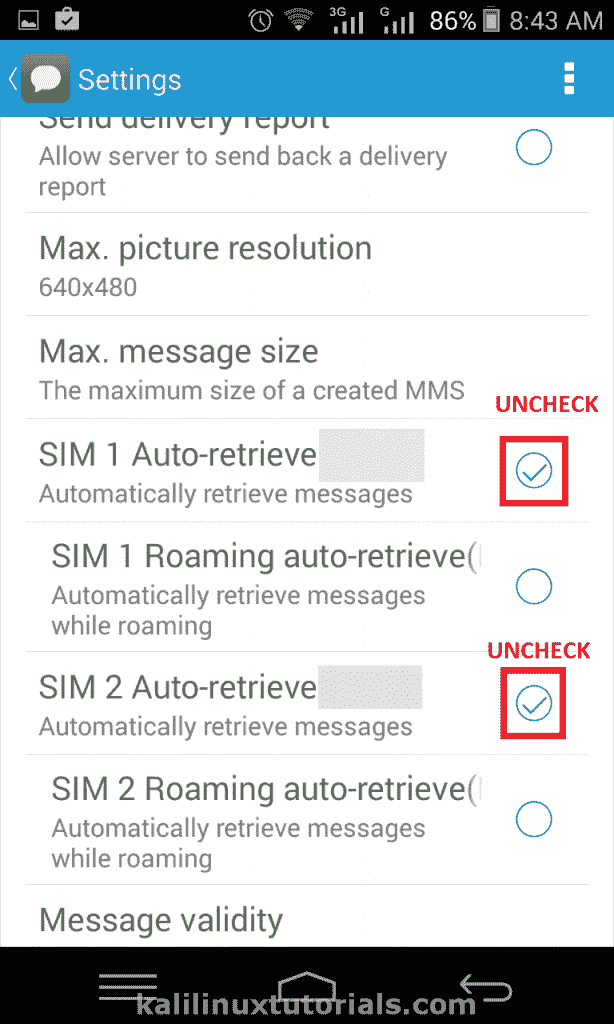 3G G 86% 8:43 AM
Settings
Send delivery report
Allow server to send back a delivery
report
Max. picture resolution
640x480
Max. message size
The maximum size of a created MMS
UNCHECK
SIM 1 Auto-retrieve
Automatically retrieve messages
SIM 1 Roaming auto-retrieve(
Automatically retrieve messages
while roaming
UNCHECK
SIM 2 Auto-retrieve
Automatically retrieve messages
SIM 2 Roaming auto-retrieve(
Automatically retrieve messages
while roaming
Message validity
kalilinuxtutorials.com